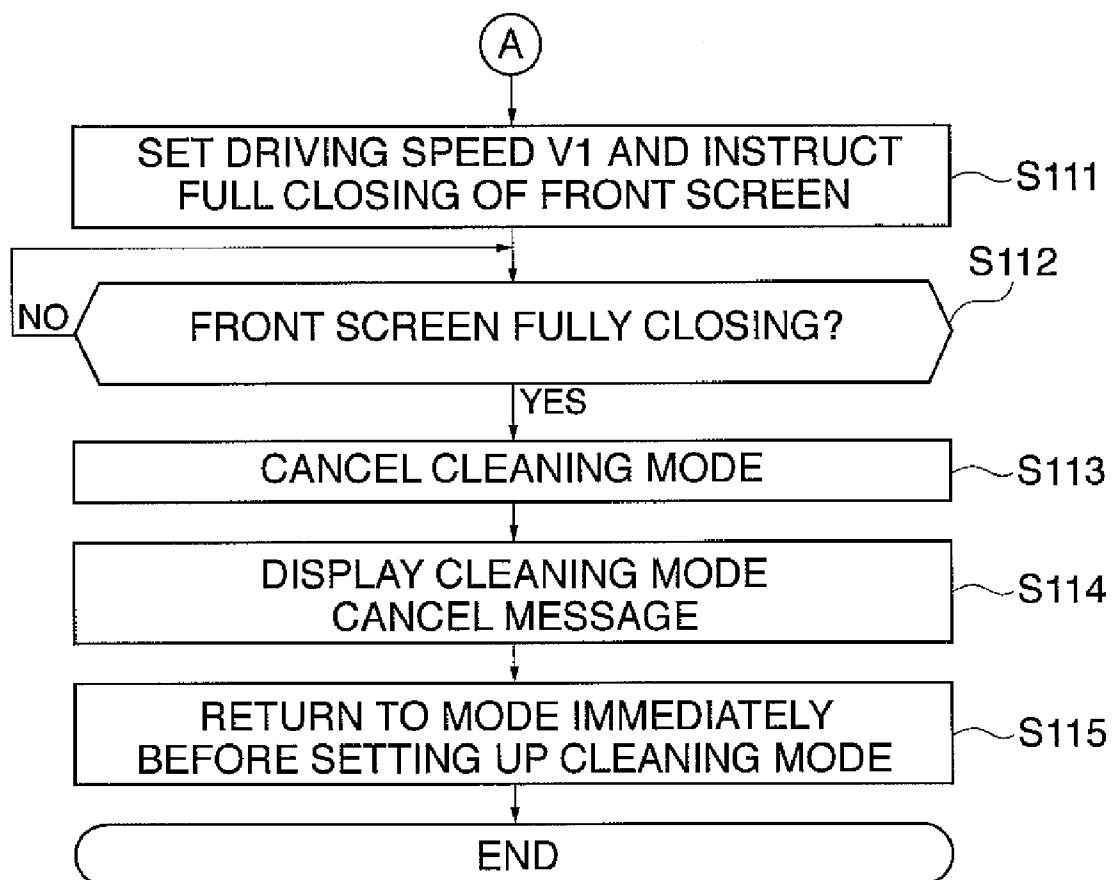 A
SET DRIVING SPEED V1 AND INSTRUCT
FULL CLOSING OF FRONT SCREEN
S111
S112
NO
FRONT SCREEN FULLY CLOSING?
YES
CANCEL CLEANING MODE
S113
DISPLAY CLEANING MODE
CANCEL MESSAGE
S114
RETURN TO MODE IMMEDIATELY
BEFORE SETTING UP CLEANING MODE
S115
END